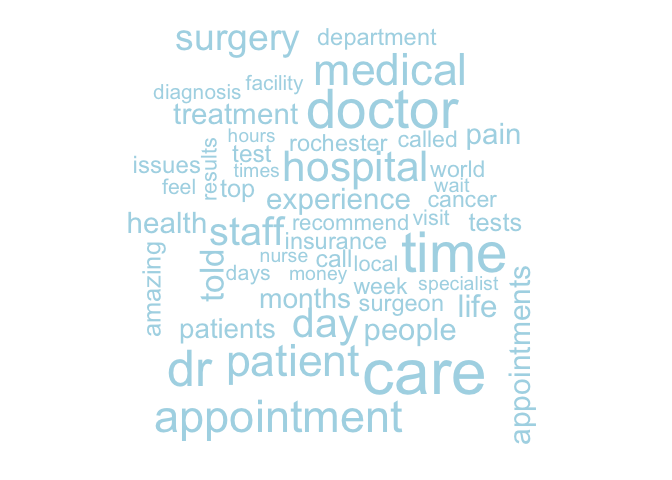 surgery
department
medical
facility
diagnosis
doctor
treatment
hours
rochester
called
pain
test
issues
results
hospital
times
world
feel
top
wait
experience
cancer
health
staff
recommend
visit
tests
insurance
time
nurse
call
local
told
days
money
amazing
months
week
specialist
surgeon
life
appointments
patients
day
people
dr
patient
care
appointment